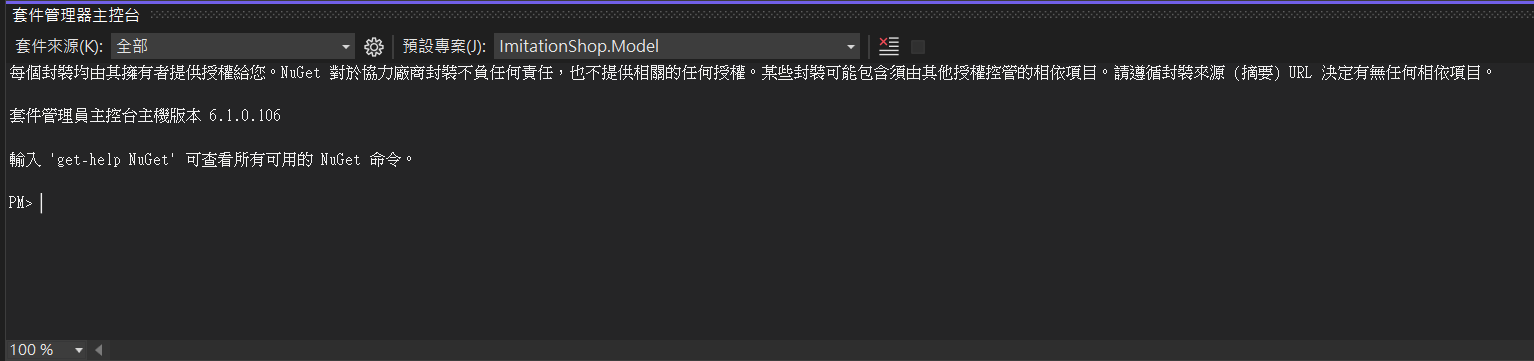 套件管理器主控台
套件來源(K): 全部 預設專案(J): ImitationShop.Model
每個封裝均由其擁有者提供授權給您。NuGet 對於協力廠商封裝不負任何責任，也不提供相關的任何授權。某些封裝可能包含須由其他授權控管的相依項目。請遵循封裝來源 (摘要) URL 決定有無任何相依項目。
套件管理員主控台主機版本 6.1.0.106
輸入 'get-help NuGet' 可查看所有可用的 NuGet 命令。
PM>
100 %